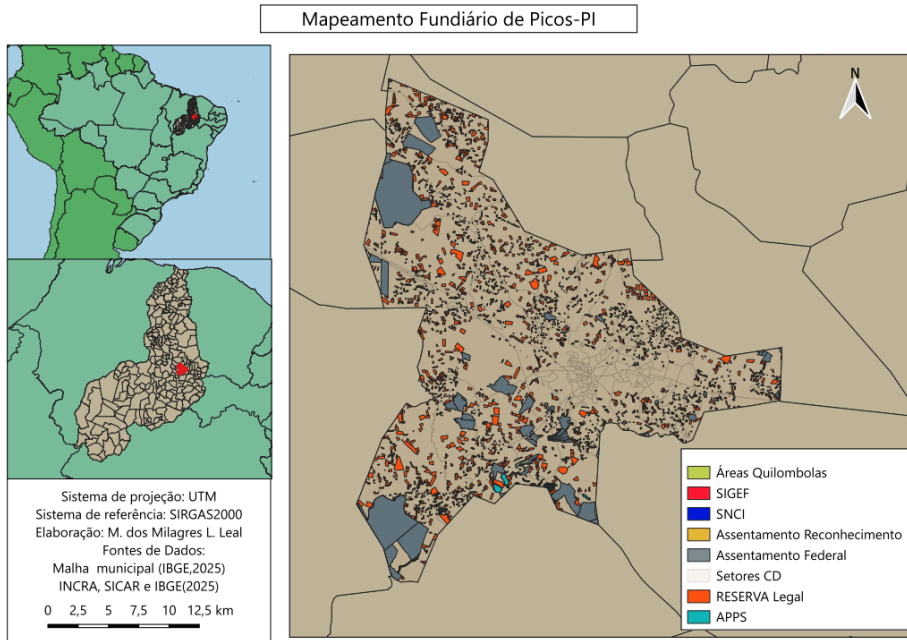 Mapeamento Fundiário de Picos-PI
N
Sistema de projeção: UTM
Sistema de referência: SIRGAS2000
Elaboração: M. dos Milagres L. Leal
Fontes de Dados:
Malha municipal (IBGE,2025)
INCRA, SICAR e IBGE(2025)
0 2,5 5 7,5 10 12,5 km
Áreas Quilombolas
SIGEF
SNCI
Assentamento Reconhecimento
Assentamento Federal
Setores CD
RESERVA Legal
APPS